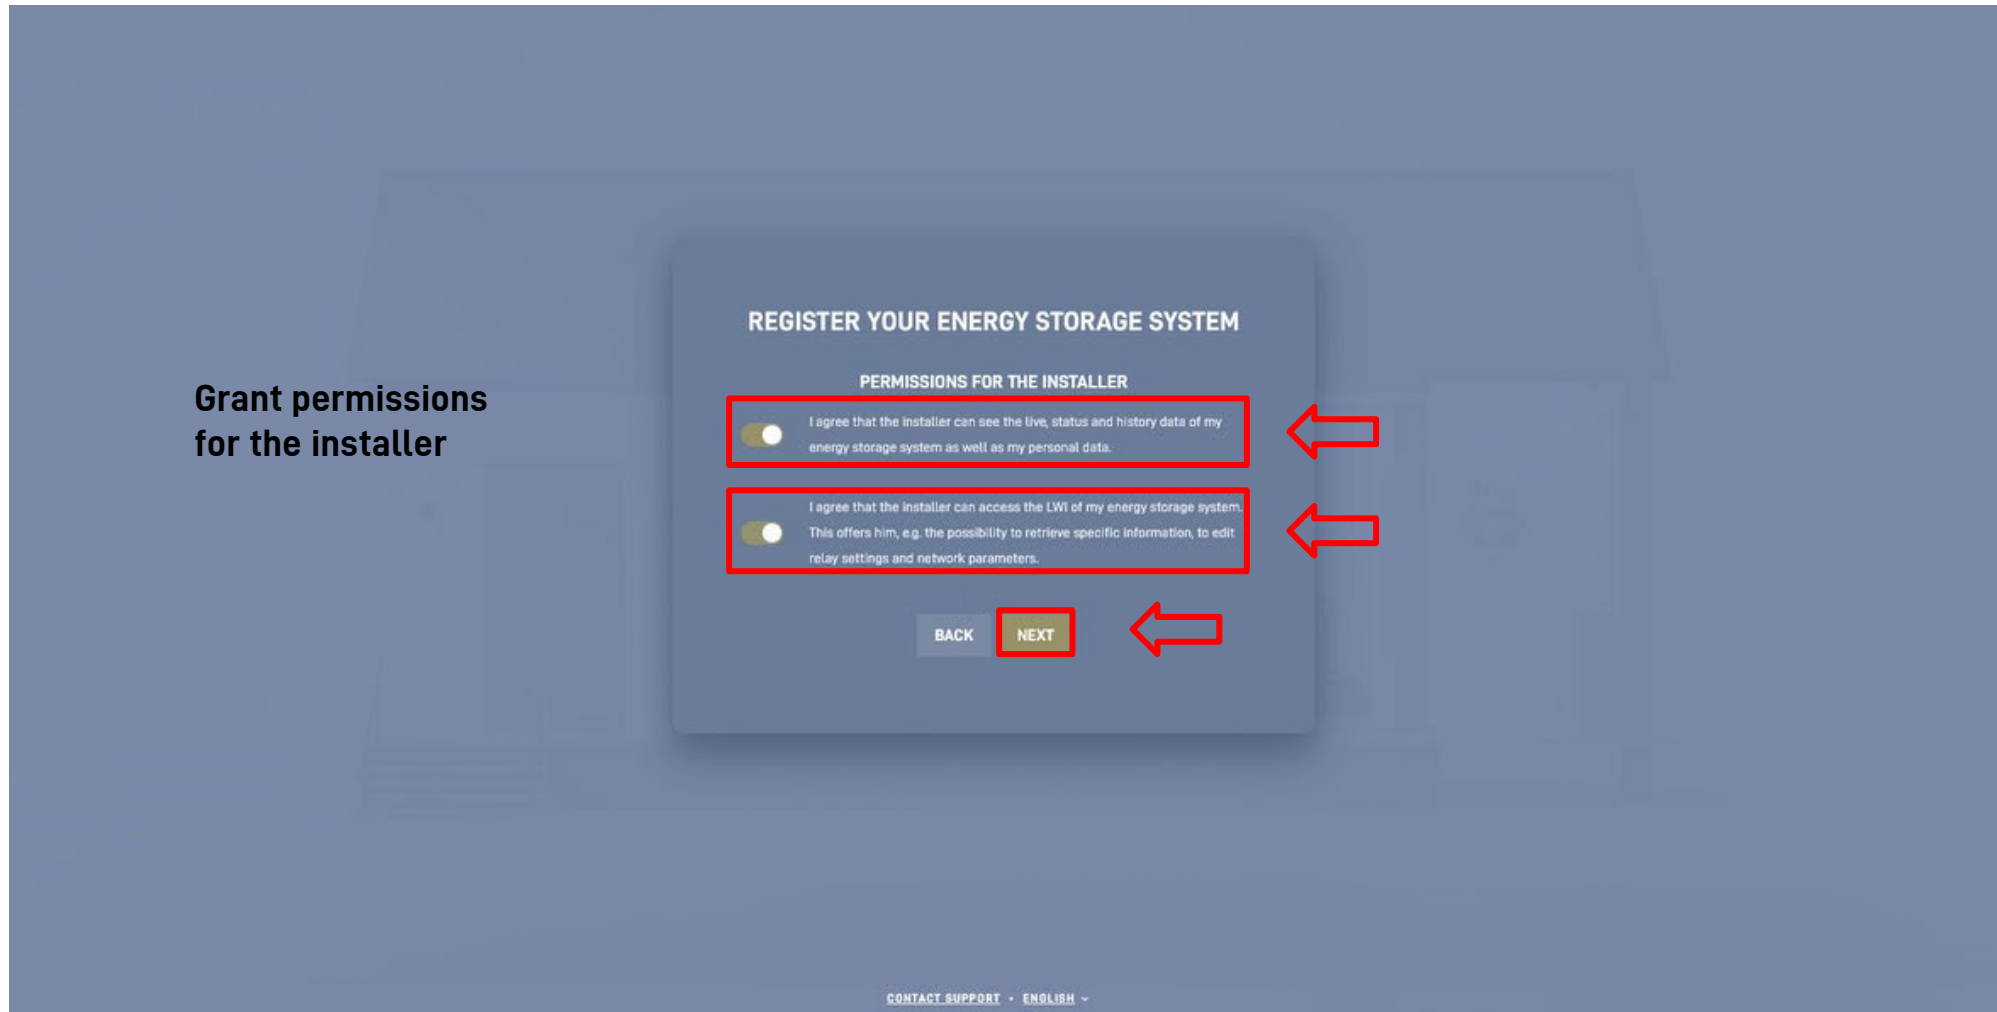 Grant permissions
for the installer
REGISTER YOUR ENERGY STORAGE SYSTEM
PERMISSIONS FOR THE INSTALLER
I agree that the installer can see the live, status and history data of my
energy storage system as well as my personal data.
I agree that the installer can access the LWI of my energy storage system.
This offers him, e.g. the possibility to retrieve specific information, to edit
relay settings and network parameters.
BACK NEXT
CONTACT SUPPORT • ENGLISH